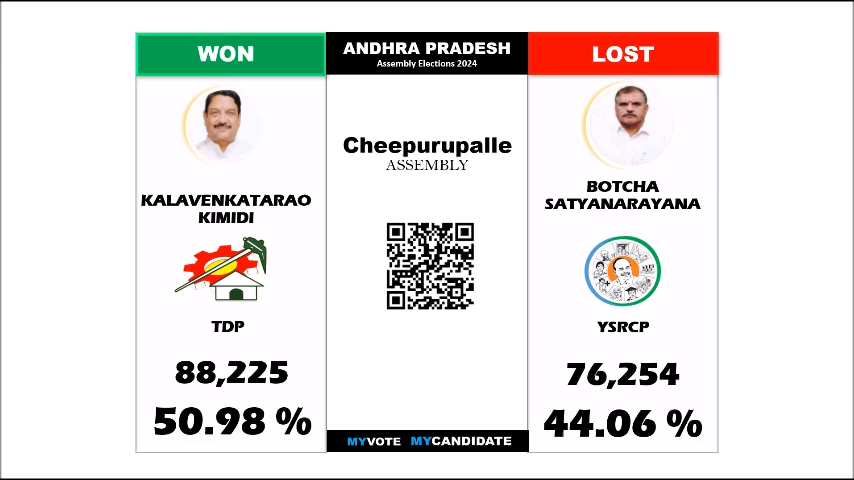 WON
ANDHRA PRADESH
Assembly Elections 2024
LOST
Cheepurupalle
ASSEMBLY
KALAVENKATARAO
KIMIDI
BOTCHA
SATYANARAYANA
TDP
YSRCP
88,225
76,254
50.98 %
44.06 %
MYVOTE MYCANDIDATE